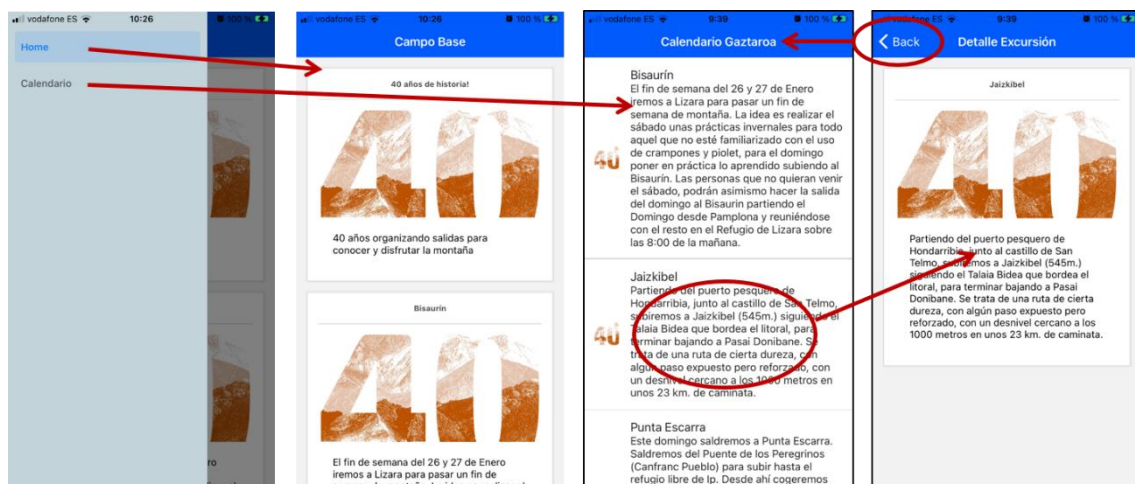 vodafone ES
10:26
100 %
Home
Calendario
ro
vodafone ES
10:26
100 %
Campo Base
40 años de historia!
40
40 años organizando salidas para
conocer y disfrutar la montaña
Bisaurín
40
El fin de semana del 26 y 27 de Enero
iremos a Lizara para pasar un fin de
vodafone ES
9:39
100 %
Calendario Gaztaroa
Bisaurín
El fin de semana del 26 y 27 de Enero
iremos a Lizara para pasar un fin de
semana de montaña. La idea es realizar el
sábado unas prácticas invernales para todo
aquel que no esté familiarizado con el uso
de crampones y piolet, para el domingo
poner en práctica lo aprendido subiendo al
Bisaurín. Las personas que no quieran venir
el sábado, podrán asimismo hacer la salida
del domingo al Bisaurin partiendo el
Domingo desde Pamplona y reuniéndose
con el resto en el Refugio de Lizara sobre
las 8:00 de la mañana.
40
Jaizkibel
Partiendo del puerto pesquero de
Hondarribia, junto al castillo de San Telmo,
subiremos a Jaizkibel (545m.) siguiendo el
Talaia Bidea que bordea el litoral, para
terminar bajando a Pasai Donibane. Se
trata de una ruta de cierta dureza, con
algún paso expuesto pero reforzado, con
un desnivel cercano a los 1000 metros en
unos 23 km. de caminata.
40
Punta Escarra
Este domingo saldremos a Punta Escarra.
Saldremos del Puente de los Peregrinos
(Canfranc Pueblo) para subir hasta el
refugio libre de Ip. Desde ahí cogeremos
vodafone ES
9:39
100 %
Back
Detalle Excursión
Jaizkibel
40
Partiendo del puerto pesquero de
Hondarribia, junto al castillo de San
Telmo, subiremos a Jaizkibel (545m.)
siguiendo el Talaia Bidea que bordea el
litoral, para terminar bajando a Pasai
Donibane. Se trata de una ruta de cierta
dureza, con algún paso expuesto pero
reforzado, con un desnivel cercano a los
1000 metros en unos 23 km. de caminata.